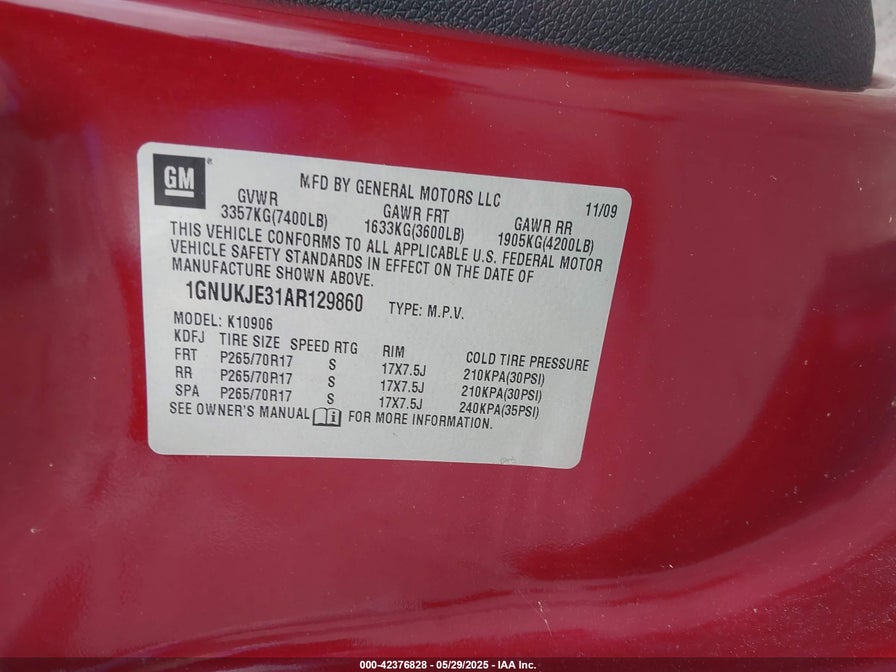 GM
MFD BY GENERAL MOTORS LLC 11/09
GVWR GAWR FRT GAWR RR
3357KG(7400LB) 1633KG(3600LB) 1905KG(4200LB)
THIS VEHICLE CONFORMS TO ALL APPLICABLE U.S. FEDERAL MOTOR
VEHICLE SAFETY STANDARDS IN EFFECT ON THE DATE OF
MANUFACTURE SHOWN ABOVE.
1GNUKJE31AR129860 TYPE: M.P.V.
MODEL: K10906
KDFJ TIRE SIZE SPEED RTG RIM COLD TIRE PRESSURE
FRT P265/70R17 S 17X7.5J 210KPA(30PSI)
RR P265/70R17 S 17X7.5J 210KPA(30PSI)
SPA P265/70R17 S 17X7.5J 240KPA(35PSI)
SEE OWNER'S MANUAL FOR MORE INFORMATION.
000-42376828 - 05/29/2025 - IAA Inc.